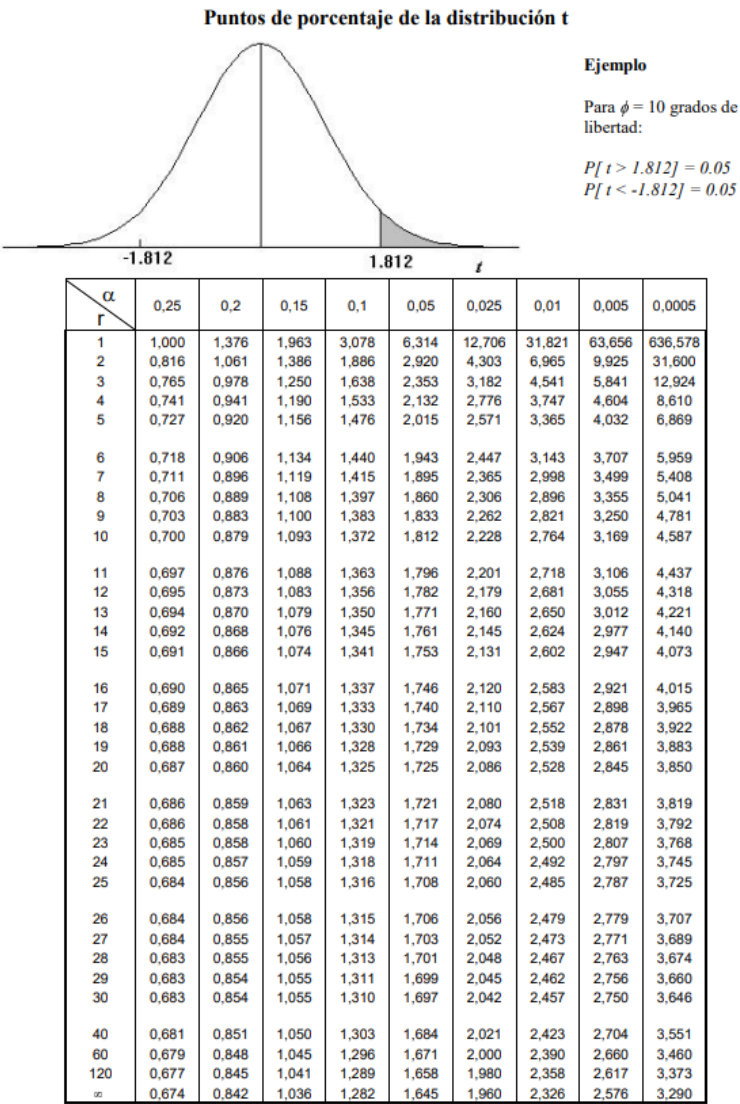 Puntos de porcentaje de la distribución t
Ejemplo
Para ϕ = 10 grados de
libertad:
P[ t > 1.812] = 0.05
P[ t < -1.812] = 0.05
-1.812 1.812 t
α
r 0,25 0,2 0,15 0,1 0,05 0,025 0,01 0,005 0,0005
1 1,000 1,376 1,963 3,078 6,314 12,706 31,821 63,656 636,578
2 0,816 1,061 1,386 1,886 2,920 4,303 6,965 9,925 31,600
3 0,765 0,978 1,250 1,638 2,353 3,182 4,541 5,841 12,924
4 0,741 0,941 1,190 1,533 2,132 2,776 3,747 4,604 8,610
5 0,727 0,920 1,156 1,476 2,015 2,571 3,365 4,032 6,869
6 0,718 0,906 1,134 1,440 1,943 2,447 3,143 3,707 5,959
7 0,711 0,896 1,119 1,415 1,895 2,365 2,998 3,499 5,408
8 0,706 0,889 1,108 1,397 1,860 2,306 2,896 3,355 5,041
9 0,703 0,883 1,100 1,383 1,833 2,262 2,821 3,250 4,781
10 0,700 0,879 1,093 1,372 1,812 2,228 2,764 3,169 4,587
11 0,697 0,876 1,088 1,363 1,796 2,201 2,718 3,106 4,437
12 0,695 0,873 1,083 1,356 1,782 2,179 2,681 3,055 4,318
13 0,694 0,870 1,079 1,350 1,771 2,160 2,650 3,012 4,221
14 0,692 0,868 1,076 1,345 1,761 2,145 2,624 2,977 4,140
15 0,691 0,866 1,074 1,341 1,753 2,131 2,602 2,947 4,073
16 0,690 0,865 1,071 1,337 1,746 2,120 2,583 2,921 4,015
17 0,689 0,863 1,069 1,333 1,740 2,110 2,567 2,898 3,965
18 0,688 0,862 1,067 1,330 1,734 2,101 2,552 2,878 3,922
19 0,688 0,861 1,066 1,328 1,729 2,093 2,539 2,861 3,883
20 0,687 0,860 1,064 1,325 1,725 2,086 2,528 2,845 3,850
21 0,686 0,859 1,063 1,323 1,721 2,080 2,518 2,831 3,819
22 0,686 0,858 1,061 1,321 1,717 2,074 2,508 2,819 3,792
23 0,685 0,858 1,060 1,319 1,714 2,069 2,500 2,807 3,768
24 0,685 0,857 1,059 1,318 1,711 2,064 2,492 2,797 3,745
25 0,684 0,856 1,058 1,316 1,708 2,060 2,485 2,787 3,725
26 0,684 0,856 1,058 1,315 1,706 2,056 2,479 2,779 3,707
27 0,684 0,855 1,057 1,314 1,703 2,052 2,473 2,771 3,689
28 0,683 0,855 1,056 1,313 1,701 2,048 2,467 2,763 3,674
29 0,683 0,854 1,055 1,311 1,699 2,045 2,462 2,756 3,660
30 0,683 0,854 1,055 1,310 1,697 2,042 2,457 2,750 3,646
40 0,681 0,851 1,050 1,303 1,684 2,021 2,423 2,704 3,551
60 0,679 0,848 1,045 1,296 1,671 2,000 2,390 2,660 3,460
120 0,677 0,845 1,041 1,289 1,658 1,980 2,358 2,617 3,373
∞ 0,674 0,842 1,036 1,282 1,645 1,960 2,326 2,576 3,290